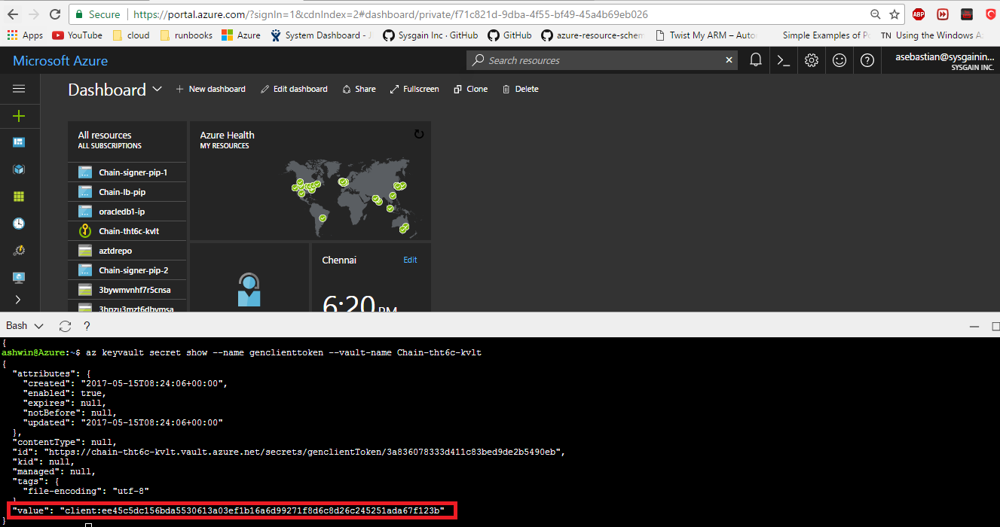 Secure https://portal.azure.com/?signIn=1&cdnIndex=2#dashboard/private/f71c821d-9dba-4f55-bf49-45a4b69eb026 ABP
Apps YouTube cloud runbooks Azure System Dashboard - J Sysgain Inc · GitHub GitHub azure-resource-schem Twist My ARM – Auto Simple Examples of Po TN Using the Windows Az
Microsoft Azure
Search resources
asebastian@sysgainin...
SYSGAIN INC.
Dashboard New dashboard Edit dashboard Share Fullscreen Clone Delete
All resources
ALL SUBSCRIPTIONS
Chain-signer-pip-1
Chain-lb-pip
oracledb1-ip
Chain-tht6c-kvlt
aztdrepo
Chain-signer-pip-2
3bywmvnhf7r5cnsa
3hpzu3mzt6dbymsa
Azure Health
MY RESOURCES
Chennai Edit
6:20 PM
Bash ?
{
ashwin@Azure:~$ az keyvault secret show --name genclienttoken --vault-name Chain-tht6c-kvlt
{
"attributes": {
"created": "2017-05-15T08:24:06+00:00",
"enabled": true,
"expires": null,
"notBefore": null,
"updated": "2017-05-15T08:24:06+00:00"
},
"contentType": null,
"id": "https://chain-tht6c-kvlt.vault.azure.net/secrets/genclientToken/3a836078333d411c83bed9de2b5490eb",
"kid": null,
"managed": null,
"tags": {
"file-encoding": "utf-8"
},
"value": "client:ee45c5dc156bda5530613a03ef1b16a6d99271f8d6c8d26c245251ada67f123b"
}